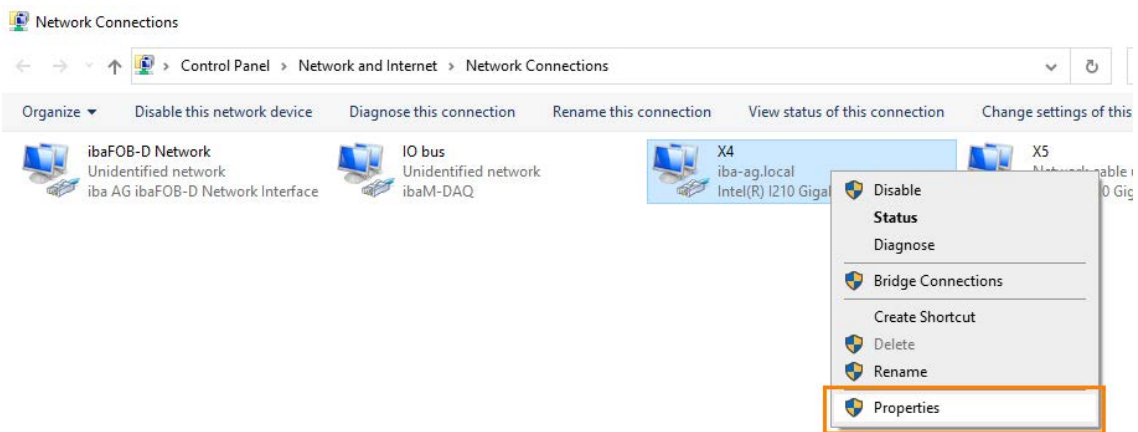 Network Connections
Control Panel > Network and Internet > Network Connections
Organize Disable this network device Diagnose this connection Rename this connection View status of this connection Change settings of this
ibaFOB-D Network
Unidentified network
iba AG ibaFOB-D Network Interface
IO bus
Unidentified network
ibaM-DAQ
X4
iba-ag.local
Intel(R) I210
X5
Disable
Status
Diagnose
Bridge Connections
Create Shortcut
Delete
Rename
Properties